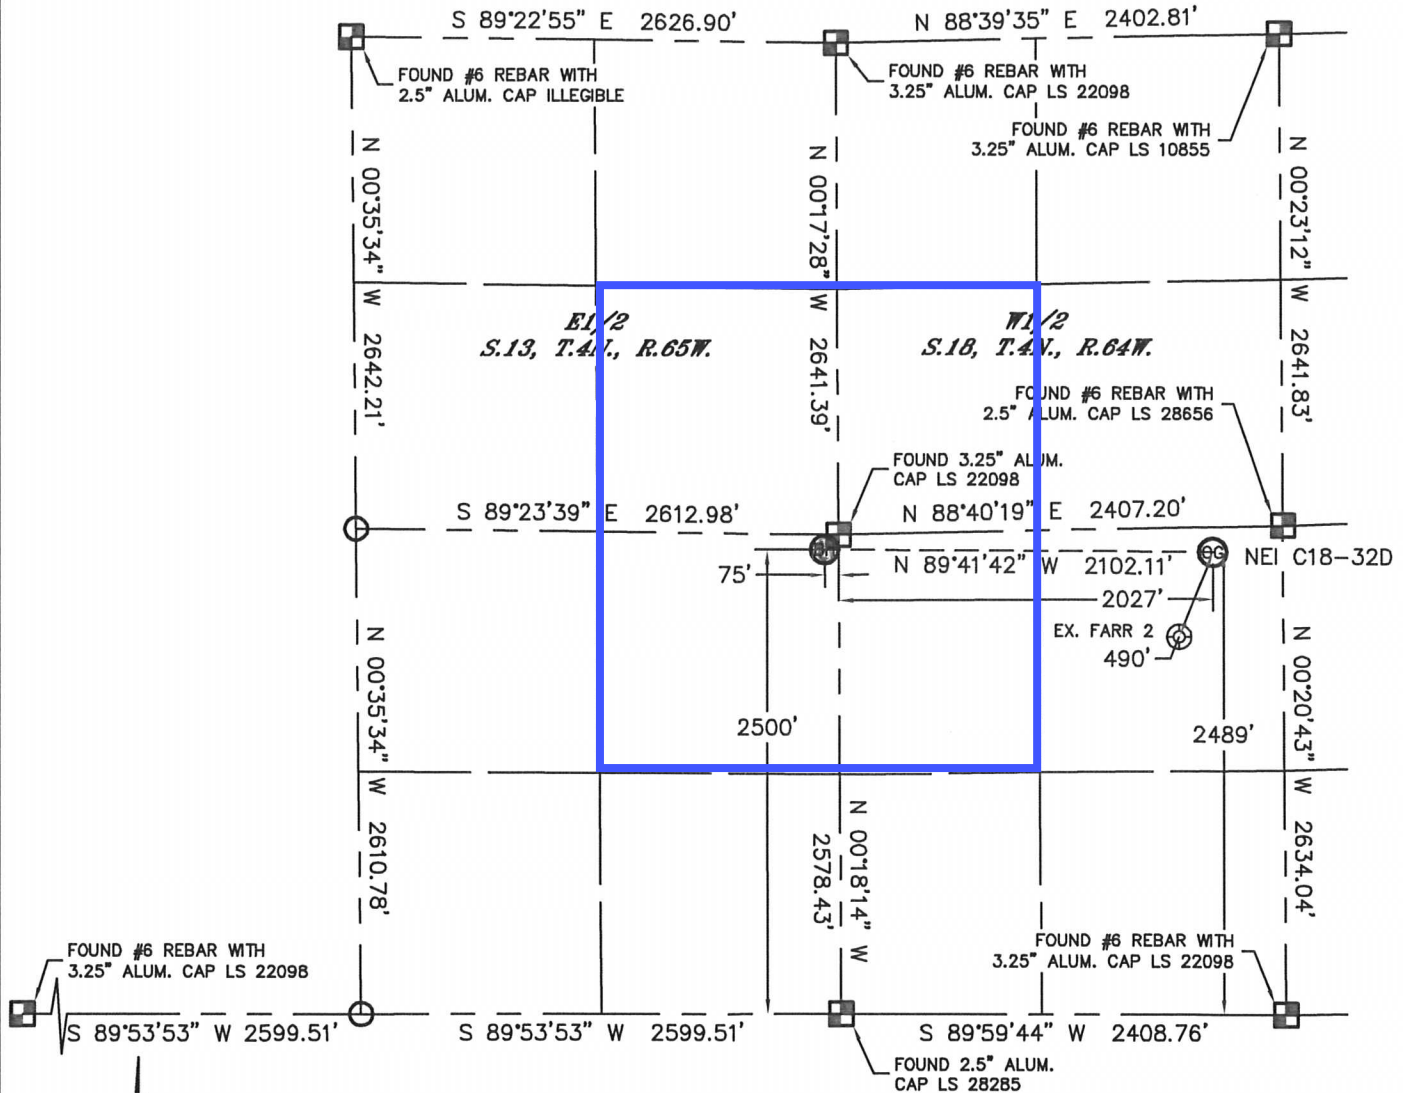 S 89°22'55" E 2626.90'
N 88°39'35" E 2402.81'
FOUND #6 REBAR WITH
2.5" ALUM. CAP ILLEGIBLE
FOUND #6 REBAR WITH
3.25" ALUM. CAP LS 22098
FOUND #6 REBAR WITH
3.25" ALUM. CAP LS 10855
N 00°35'34" W 2642.21'
N 00°17'28" W 2641.39'
N 00°23'12" W 2641.83'
E1/2
S.13, T.4N., R.65W.
W1/2
S.18, T.4N., R.64W.
FOUND #6 REBAR WITH
2.5" ALUM. CAP LS 28656
FOUND 3.25" ALUM.
CAP LS 22098
S 89°23'39" E 2612.98'
N 88°40'19" E 2407.20'
BH
OG
NEI C18-32D
75'
N 89°41'42" W 2102.11'
2027'
EX. FARR 2
490'
2500'
2489'
N 00°35'34" W 2610.78'
N 00°18'14" W
2578.43'
N 00°20'43" W 2634.04'
FOUND #6 REBAR WITH
3.25" ALUM. CAP LS 22098
FOUND #6 REBAR WITH
3.25" ALUM. CAP LS 22098
S 89°53'53" W 2599.51'
S 89°53'53" W 2599.51'
S 89°59'44" W 2408.76'
FOUND 2.5" ALUM.
CAP LS 28285